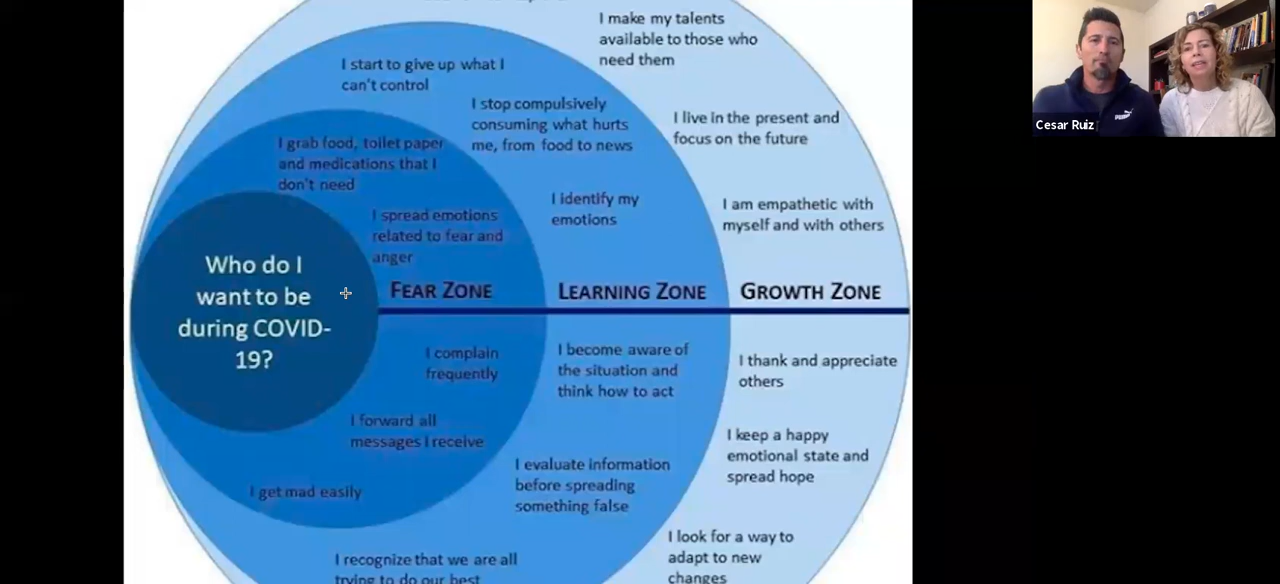 I make my talents
available to those who
need them
I start to give up what I
can't control
I stop compulsively
consuming what hurts
me, from food to news
I live in the present and
focus on the future
I grab food, toilet paper
and medications that I
don't need
I identify my
emotions
I am empathetic with
myself and with others
I spread emotions
related to fear and
anger
Who do I
want to be
during COVID-
19?
FEAR ZONE
LEARNING ZONE
GROWTH ZONE
I complain
frequently
I become aware of
the situation and
think how to act
I thank and appreciate
others
I forward all
messages I receive
I keep a happy
emotional state and
spread hope
I evaluate information
before spreading
something false
I get mad easily
I look for a way to
adapt to new
changes
I recognize that we are all
trying to do our best
Cesar Ruiz
PUMA